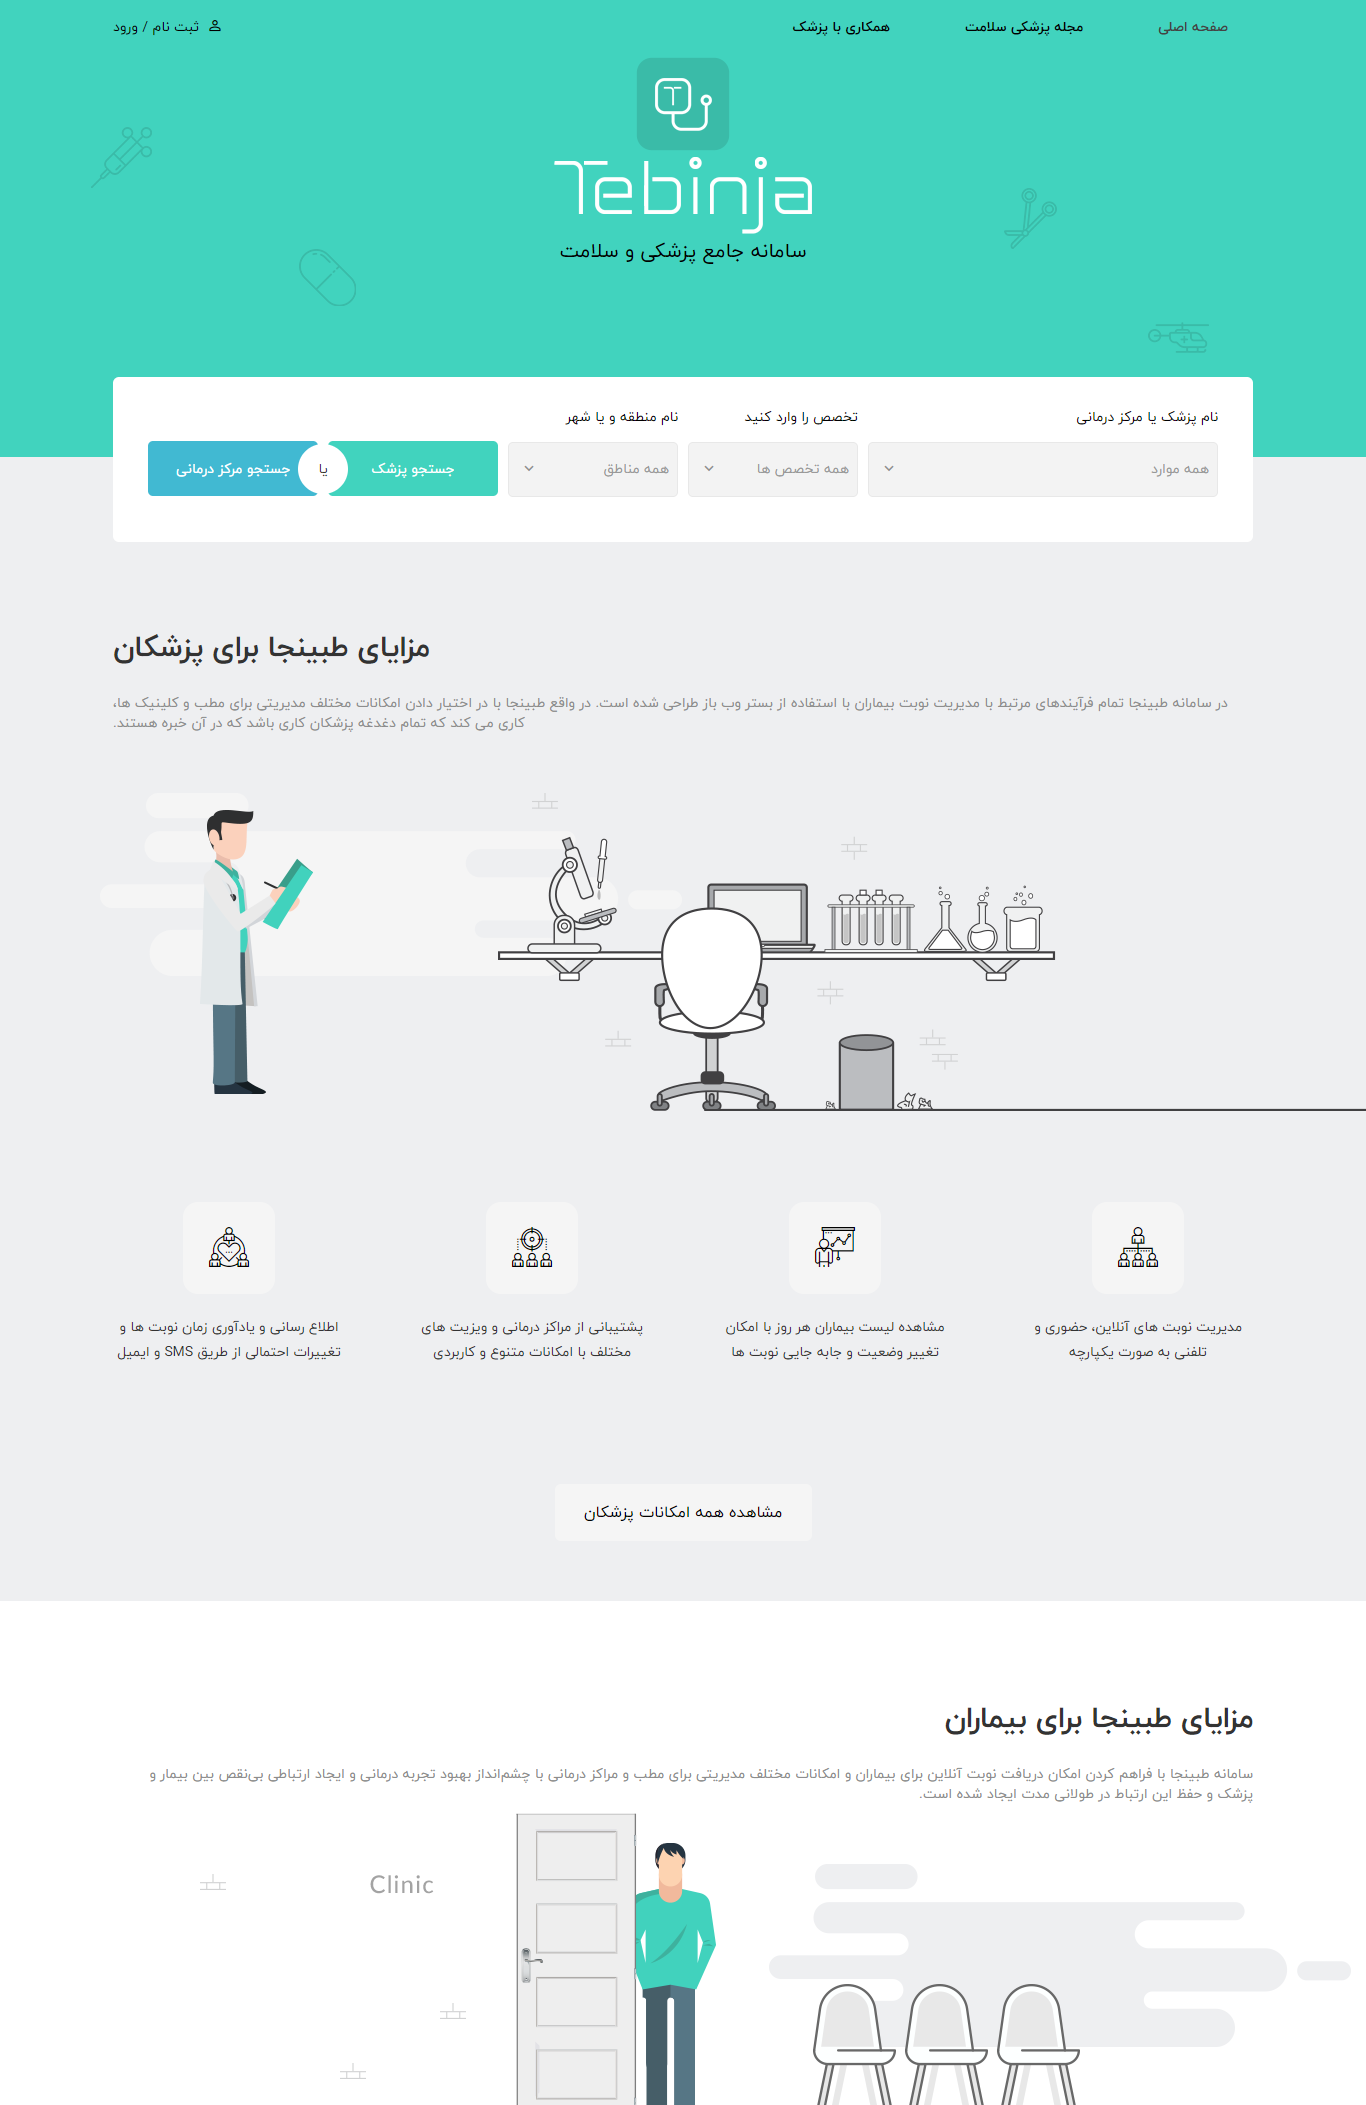 صفحه اصلی
مجله پزشکی سلامت
همکاری با پزشک
ثبت نام / ورود
T
Tebinja
سامانه جامع پزشکی و سلامت
نام پزشک یا مرکز درمانی
تخصص را وارد کنید
نام منطقه و یا شهر
همه موارد
همه تخصص ها
همه مناطق
جستجو پزشک
یا
جستجو مرکز درمانی
مزایای طبینجا برای پزشکان
در سامانه طبینجا تمام فرآیندهای مرتبط با مدیریت نوبت بیماران با استفاده از بستر وب باز طراحی شده است. در واقع طبینجا با در اختیار دادن امکانات مختلف مدیریتی برای مطب و کلینیک ها،
کاری می کند که تمام دغدغه پزشکان کاری باشد که در آن خبره هستند.
مدیریت نوبت های آنلاین، حضوری و
تلفنی به صورت یکپارچه
مشاهده لیست بیماران هر روز با امکان
تغییر وضعیت و جابه جایی نوبت ها
پشتیبانی از مراکز درمانی و ویزیت های
مختلف با امکانات متنوع و کاربردی
اطلاع رسانی و یادآوری زمان نوبت ها و
تغییرات احتمالی از طریق SMS و ایمیل
مشاهده همه امکانات پزشکان
مزایای طبینجا برای بیماران
سامانه طبینجا با فراهم کردن امکان دریافت نوبت آنلاین برای بیماران و امکانات مختلف مدیریتی برای مطب و مراکز درمانی با چشم‌انداز بهبود تجربه درمانی و ایجاد ارتباطی بی‌نقص بین بیمار و
پزشک و حفظ این ارتباط در طولانی مدت ایجاد شده است.
Clinic